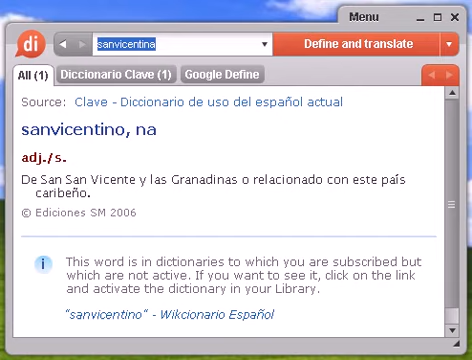 Menu
di
sanvicentina
Define and translate
All (1)
Diccionario Clave (1)
Google Define
Source: Clave - Diccionario de uso del español actual
sanvicentino, na
adj./s.
De San San Vicente y las Granadinas o relacionado con este país
caribeño.
© Ediciones SM 2006
i
This word is in dictionaries to which you are subscribed but
which are not active. If you want to see it, click on the link
and activate the dictionary in your Library.
"sanvicentino" - Wikcionario Español